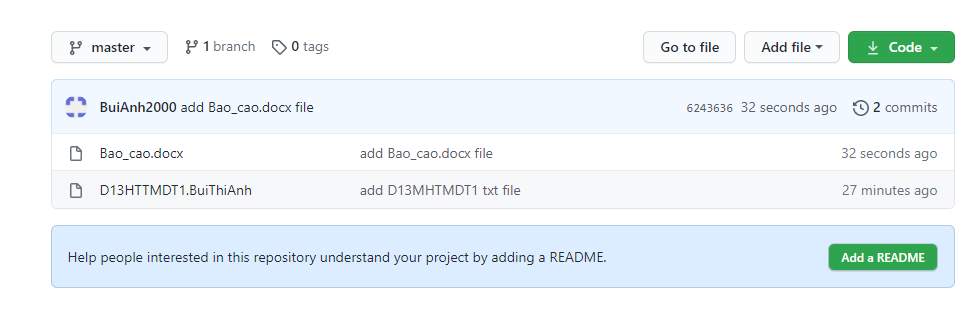 master 1 branch 0 tags Go to file Add file Code
BuiAnh2000 add Bao_cao.docx file 6243636 32 seconds ago 2 commits
Bao_cao.docx add Bao_cao.docx file 32 seconds ago
D13HTTMDT1.BuiThiAnh add D13MHTMDT1 txt file 27 minutes ago
Help people interested in this repository understand your project by adding a README. Add a README